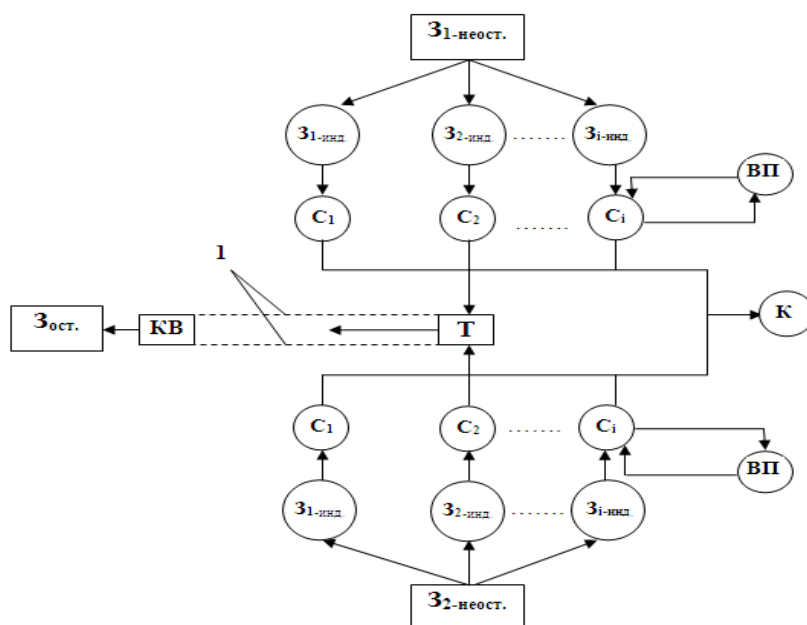 З1-неост.
З1-инд. З2-инд. ....... Зi-инд.
ВП
С1 С2 ....... Сi
1
Зост. КВ Т К
С1 С2 ....... Сi
ВП
З1-инд. З2-инд. ....... Зi-инд.
З2-неост.